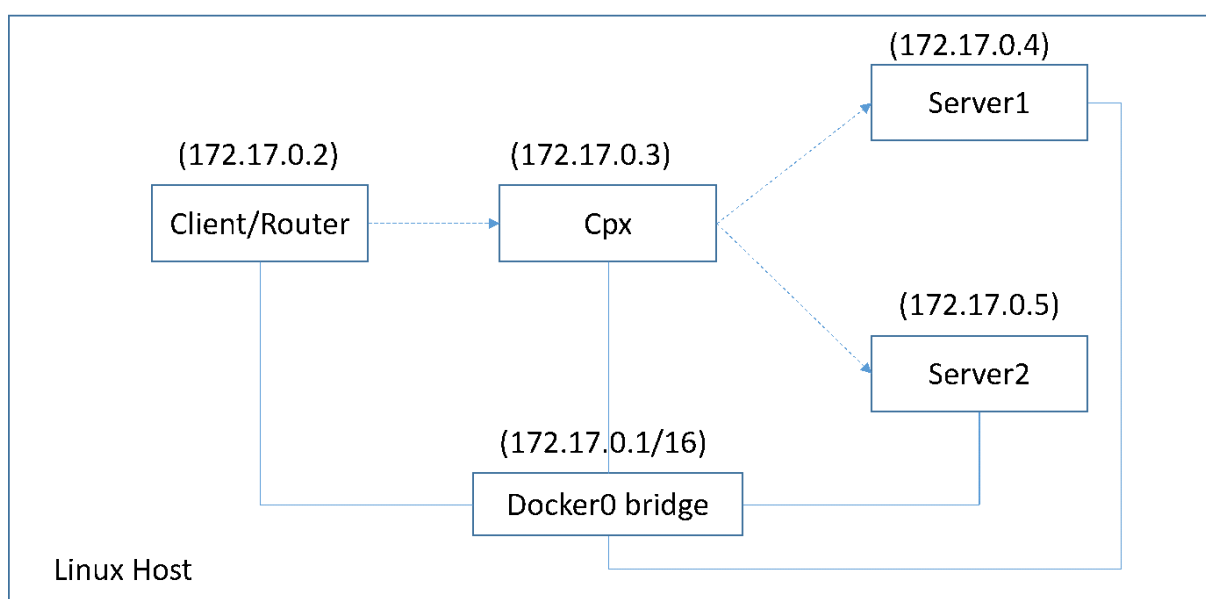 (172.17.0.4)
Server1
(172.17.0.2)
(172.17.0.3)
Client/Router
Cpx
(172.17.0.5)
Server2
(172.17.0.1/16)
Docker0 bridge
Linux Host